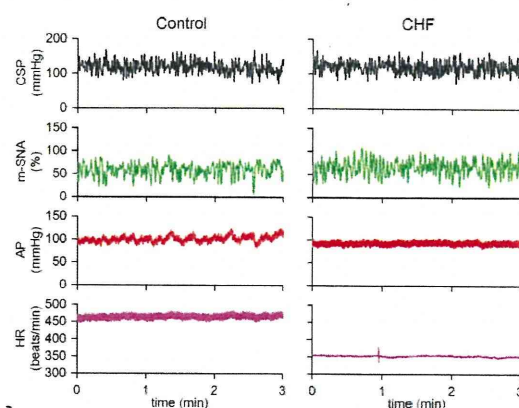 Control CHF
CSP
(mmHg)
200
100
0
m-SNA
(%)
150
100
50
0
AP
(mmHg)
150
100
50
0
HR
(beats/min)
500
450
400
350
300
0 1 2 3 0 1 2 3
time (min) time (min)